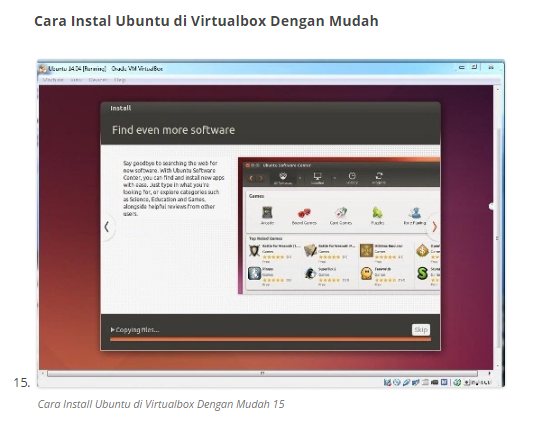 Cara Instal Ubuntu di Virtualbox Dengan Mudah
Ubuntu 14.04 [Running] - Oracle VM VirtualBox
Machine View Devices Help
Install
Find even more software
Say goodbye to searching the web for
new software. With Ubuntu Software
Center, you can find and install new apps
with ease. Just type in what you're
looking for, or explore categories such
as Science, Education and Games,
alongside helpful reviews from other
users.
Ubuntu Software Center
Games
Arcade Board Games Card Games Puzzles Role Playing
Top Rated Games
Copying files...
Skip
15.
Cara Install Ubuntu di Virtualbox Dengan Mudah 15